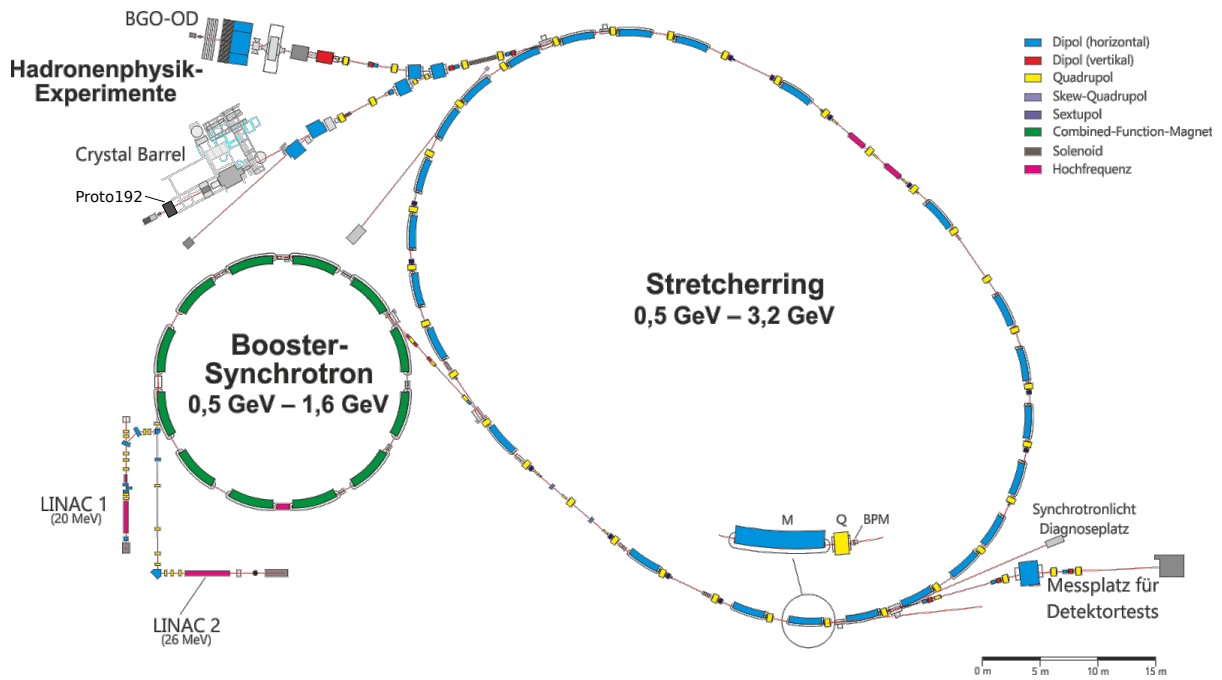 BGO-OD
Hadronenphysik-
Experimente
Crystal Barrel
Proto192
Dipol (horizontal)
Dipol (vertikal)
Quadrupol
Skew-Quadrupol
Sextupol
Combined-Function-Magnet
Solenoid
Hochfrequenz
Stretcherring
0,5 GeV – 3,2 GeV
Booster-
Synchrotron
0,5 GeV – 1,6 GeV
LINAC 1
(20 MeV)
LINAC 2
(26 MeV)
M
Q
BPM
Synchrotronlicht
Diagnoseplatz
Messplatz für
Detektortests
0 m 5 m 10 m 15 m